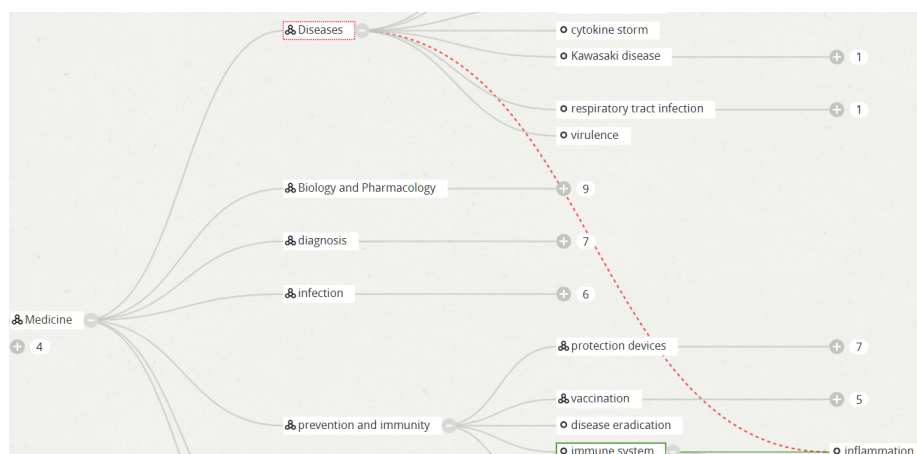 Diseases
cytokine storm
Kawasaki disease
1
respiratory tract infection
1
virulence
Biology and Pharmacology
9
diagnosis
7
infection
6
Medicine
4
protection devices
7
vaccination
5
prevention and immunity
disease eradication
immune system
inflammation